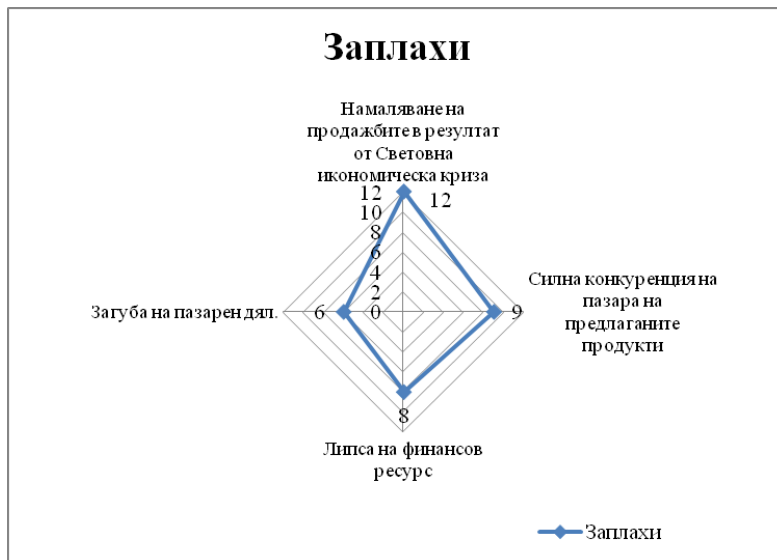 Заплахи
Намаляване на
продажбите в резултат
от Световна
икономическа криза
12
12
10
8
6
4
2
0
Силна конкуренция на
пазара на
предлаганите
продукти
9
Загуба на пазарен дял.
6
8
Липса на финансов
ресурс
Заплахи